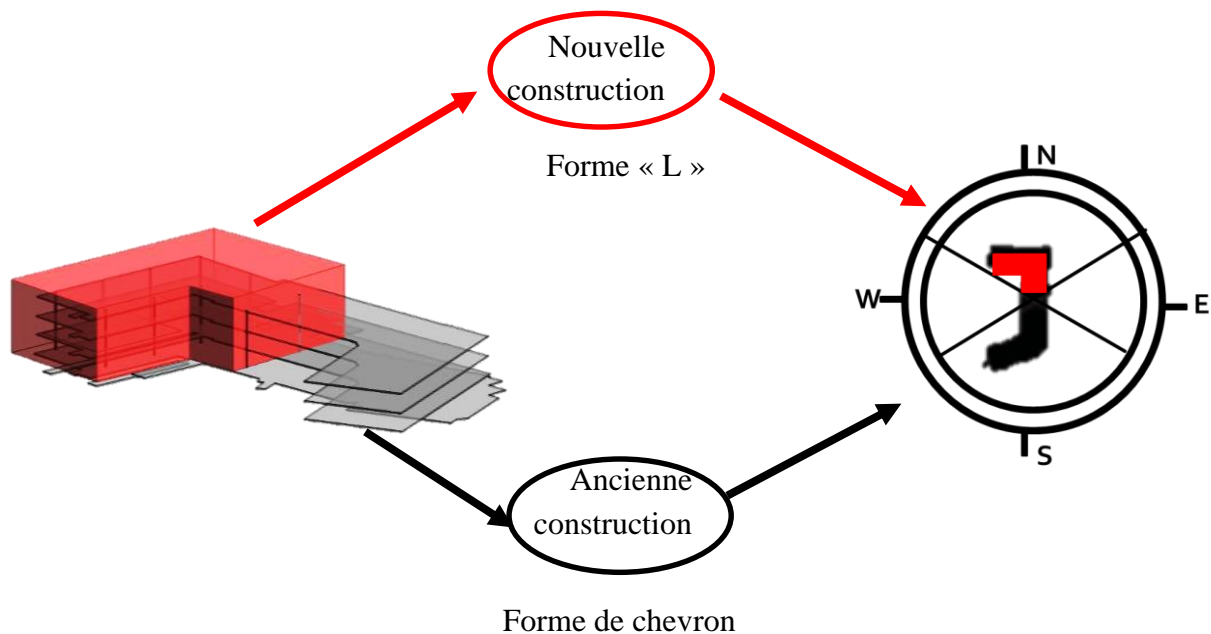 Nouvelle
construction
Forme « L »
N
W
E
S
Ancienne
construction
Forme de chevron